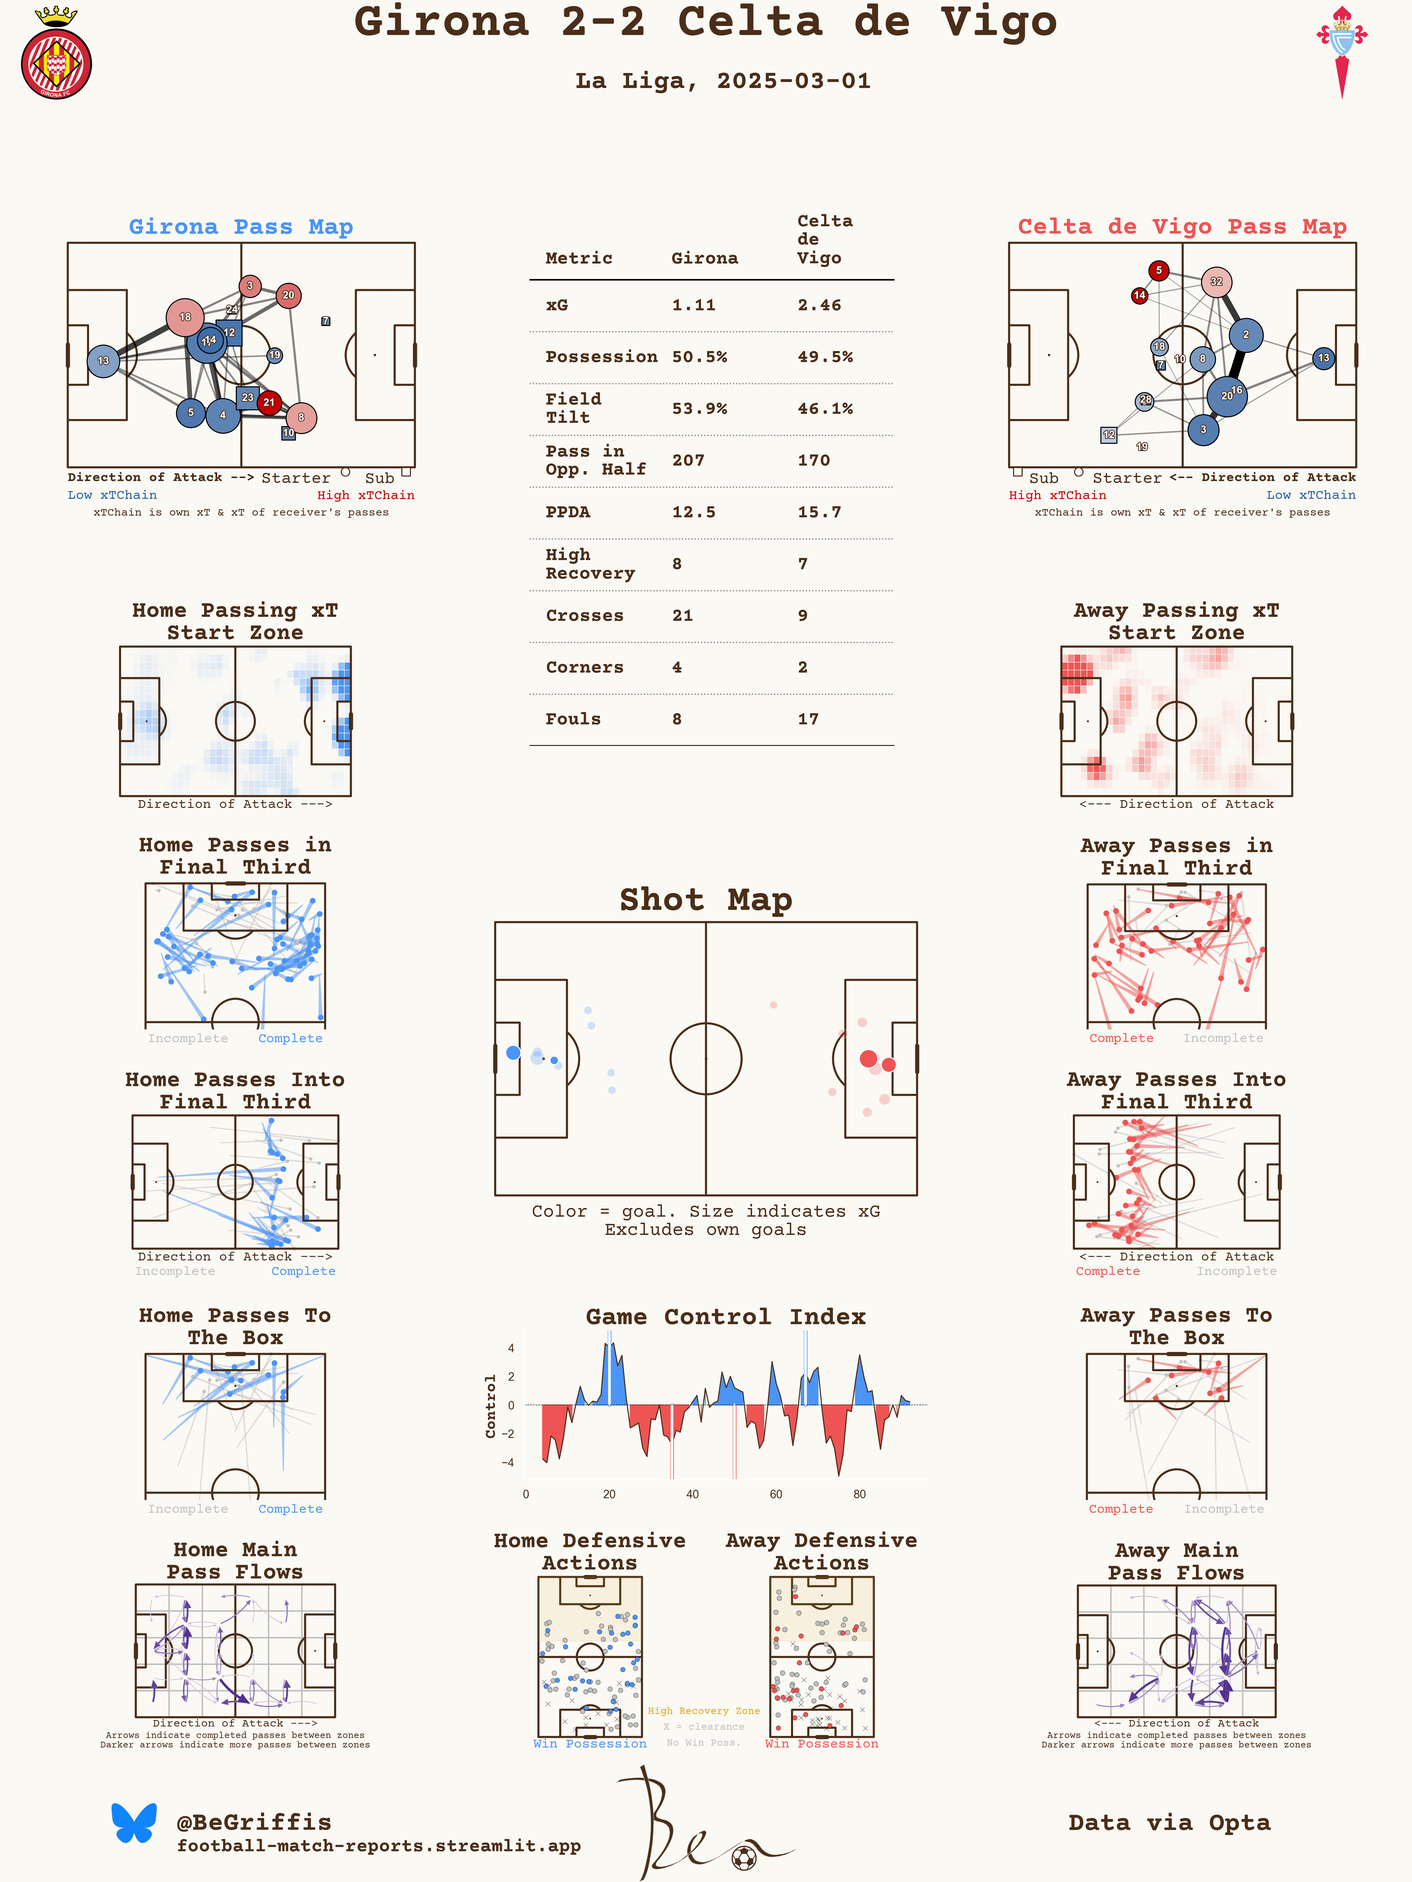 Girona 2-2 Celta de Vigo
La Liga, 2025-03-01
GIRONA FC
Girona Pass Map
3
20
18
24
7
12
14
13
19
23
21
5
4
8
10
Direction of Attack --> Starter Sub
Low xTChain High xTChain
xTChain is own xT & xT of receiver's passes
Metric Girona Celta de Vigo
xG 1.11 2.46
Possession 50.5% 49.5%
Field Tilt 53.9% 46.1%
Pass in Opp. Half 207 170
PPDA 12.5 15.7
High Recovery 8 7
Crosses 21 9
Corners 4 2
Fouls 8 17
Celta de Vigo Pass Map
5
32
14
2
18
10
8
13
7
16
20
28
3
12
19
Sub Starter <-- Direction of Attack
High xTChain Low xTChain
xTChain is own xT & xT of receiver's passes
Home Passing xT
Start Zone
Direction of Attack --->
Away Passing xT
Start Zone
<--- Direction of Attack
Home Passes in
Final Third
Incomplete Complete
Shot Map
Color = goal. Size indicates xG
Excludes own goals
Away Passes in
Final Third
Complete Incomplete
Home Passes Into
Final Third
Direction of Attack --->
Incomplete Complete
Away Passes Into
Final Third
<--- Direction of Attack
Complete Incomplete
Home Passes To
The Box
Incomplete Complete
Game Control Index
Control
4
2
0
−2
−4
0 20 40 60 80
Away Passes To
The Box
Complete Incomplete
Home Main
Pass Flows
Direction of Attack --->
Arrows indicate completed passes between zones
Darker arrows indicate more passes between zones
Home Defensive
Actions
Win Possession
High Recovery Zone
X = clearance
No Win Poss.
Away Defensive
Actions
Win Possession
Away Main
Pass Flows
<--- Direction of Attack
Arrows indicate completed passes between zones
Darker arrows indicate more passes between zones
@BeGriffis
football-match-reports.streamlit.app
Ben
Data via Opta